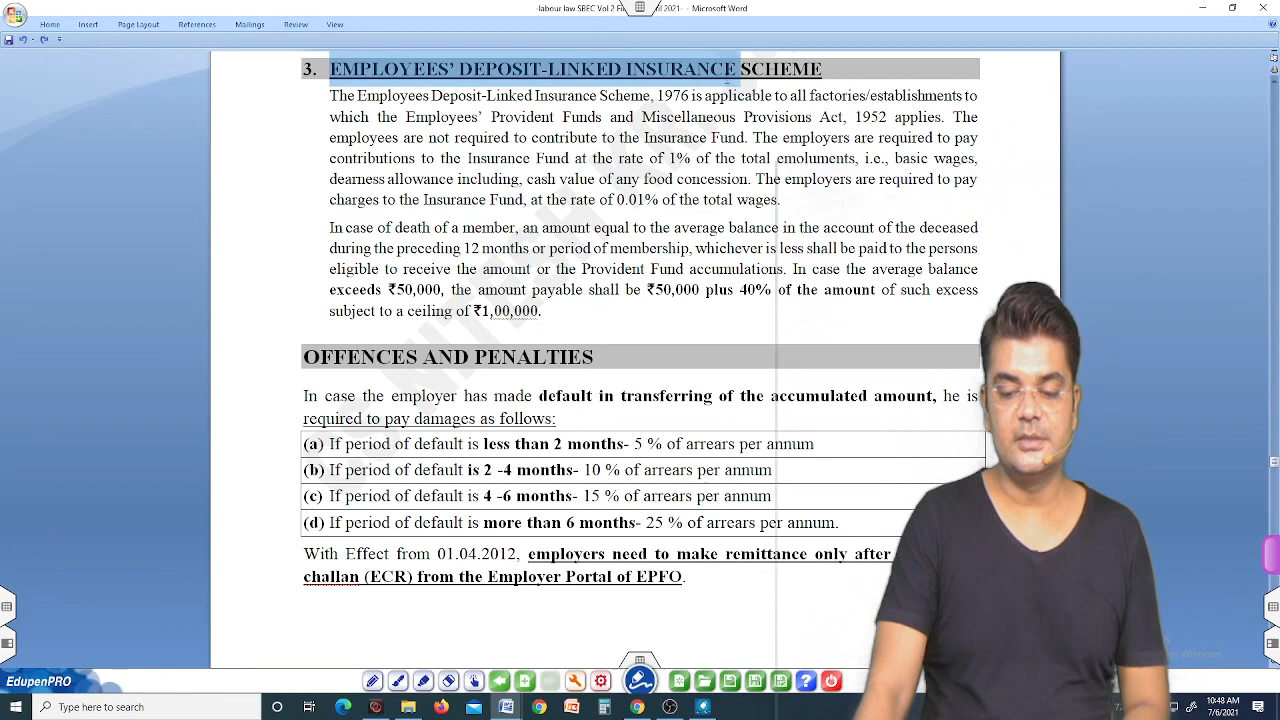 -labour law SBEC Vol 2 Fi il 2021- - Microsoft Word
Home Insert Page Layout References Mailings Review View
3. EMPLOYEES’ DEPOSIT-LINKED INSURANCE SCHEME
The Employees Deposit-Linked Insurance Scheme, 1976 is applicable to all factories/establishments to
which the Employees’ Provident Funds and Miscellaneous Provisions Act, 1952 applies. The
employees are not required to contribute to the Insurance Fund. The employers are required to pay
contributions to the Insurance Fund at the rate of 1% of the total emoluments, i.e., basic wages,
dearness allowance including, cash value of any food concession. The employers are required to pay
charges to the Insurance Fund, at the rate of 0.01% of the total wages.
In case of death of a member, an amount equal to the average balance in the account of the deceased
during the preceding 12 months or period of membership, whichever is less shall be paid to the persons
eligible to receive the amount or the Provident Fund accumulations. In case the average balance
exceeds ₹50,000, the amount payable shall be ₹50,000 plus 40% of the amount of such excess
subject to a ceiling of ₹1,00,000.
OFFENCES AND PENALTIES
In case the employer has made default in transferring of the accumulated amount, he is
required to pay damages as follows:
(a) If period of default is less than 2 months- 5 % of arrears per annum
(b) If period of default is 2 -4 months- 10 % of arrears per annum
(c) If period of default is 4 -6 months- 15 % of arrears per annum
(d) If period of default is more than 6 months- 25 % of arrears per annum.
With Effect from 01.04.2012, employers need to make remittance only after
challan (ECR) from the Employer Portal of EPFO.
te Windows
EdupenPRO
Type here to search
10:48 AM
7/6/2021